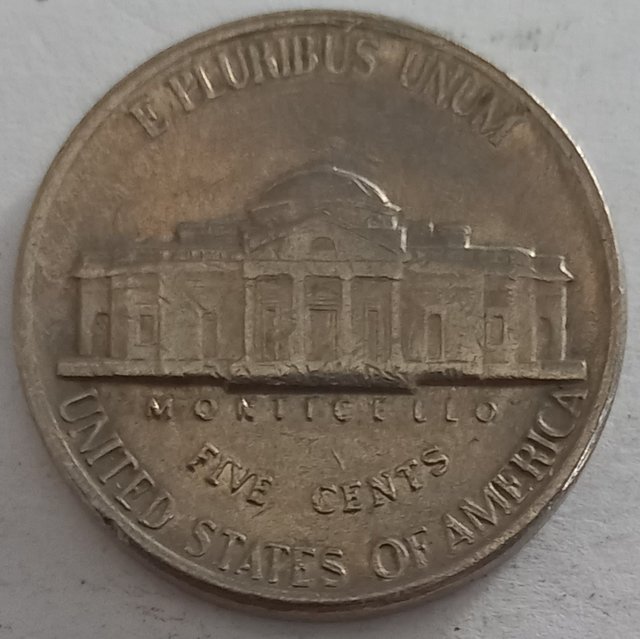 E PLURIBUS UNUM
MONTICELLO
FIVE CENTS
UNITED STATES OF AMERICA